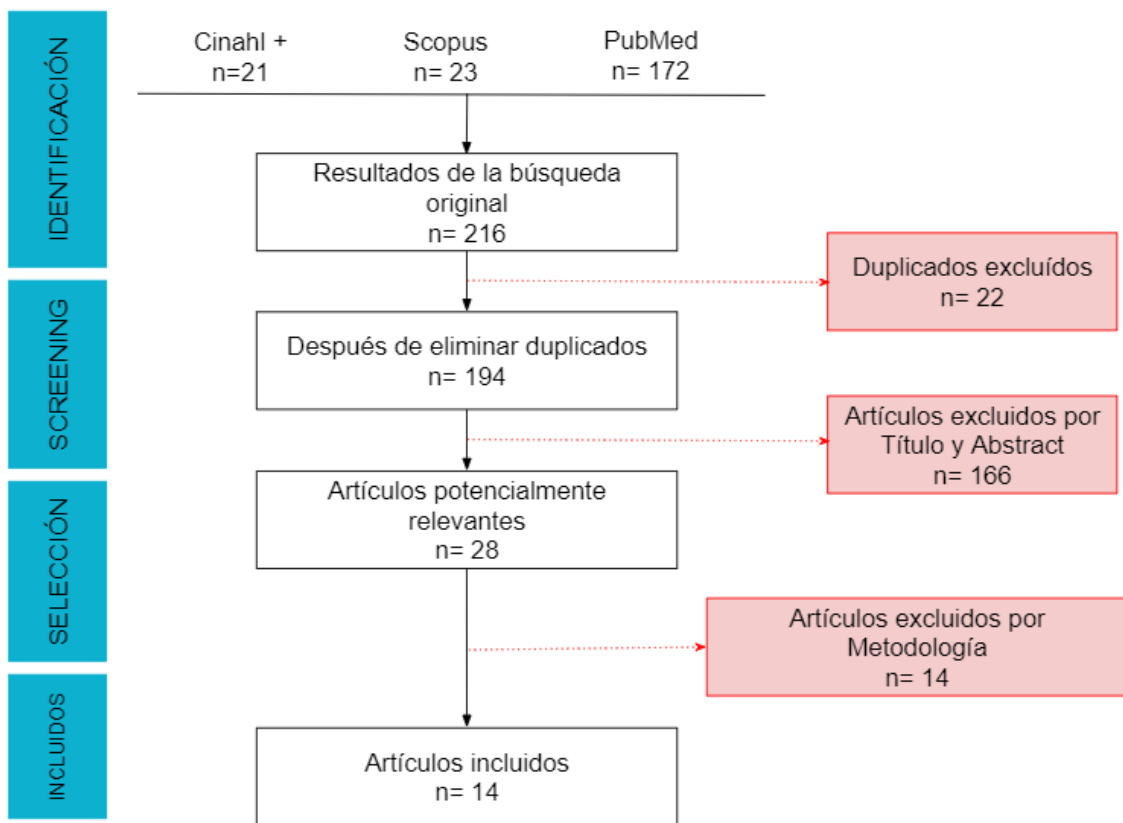 IDENTIFICACIÓN
Cinahl +
n=21
Scopus
n= 23
PubMed
n= 172
Resultados de la búsqueda
original
n= 216
Duplicados excluídos
n= 22
SCREENING
Después de eliminar duplicados
n= 194
Artículos excluidos por
Título y Abstract
n= 166
SELECCIÓN
Artículos potencialmente
relevantes
n= 28
Artículos excluidos por
Metodología
n= 14
INCLUIDOS
Artículos incluidos
n= 14